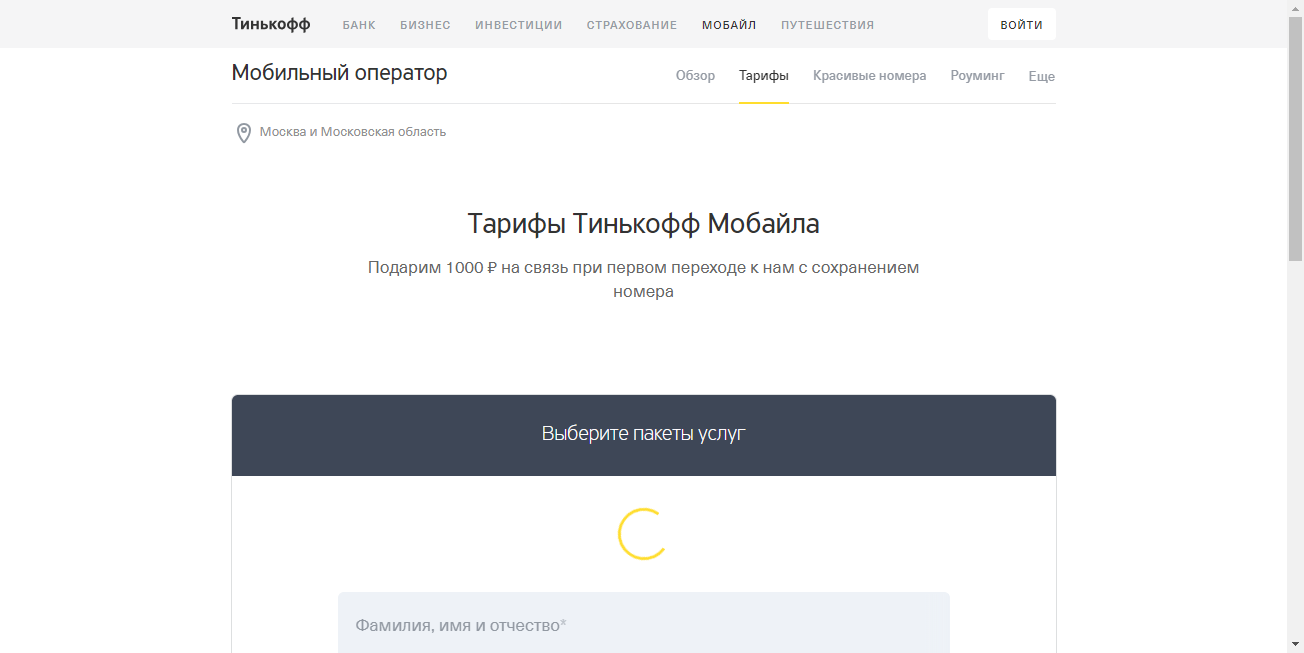 Тинькофф БАНК БИЗНЕС ИНВЕСТИЦИИ СТРАХОВАНИЕ МОБАЙЛ ПУТЕШЕСТВИЯ ВОЙТИ
Мобильный оператор Обзор Тарифы Красивые номера Роуминг Еще
Москва и Московская область
Тарифы Тинькофф Мобайла
Подарим 1000 ₽ на связь при первом переходе к нам с сохранением
номера
Выберите пакеты услуг
Фамилия, имя и отчество*